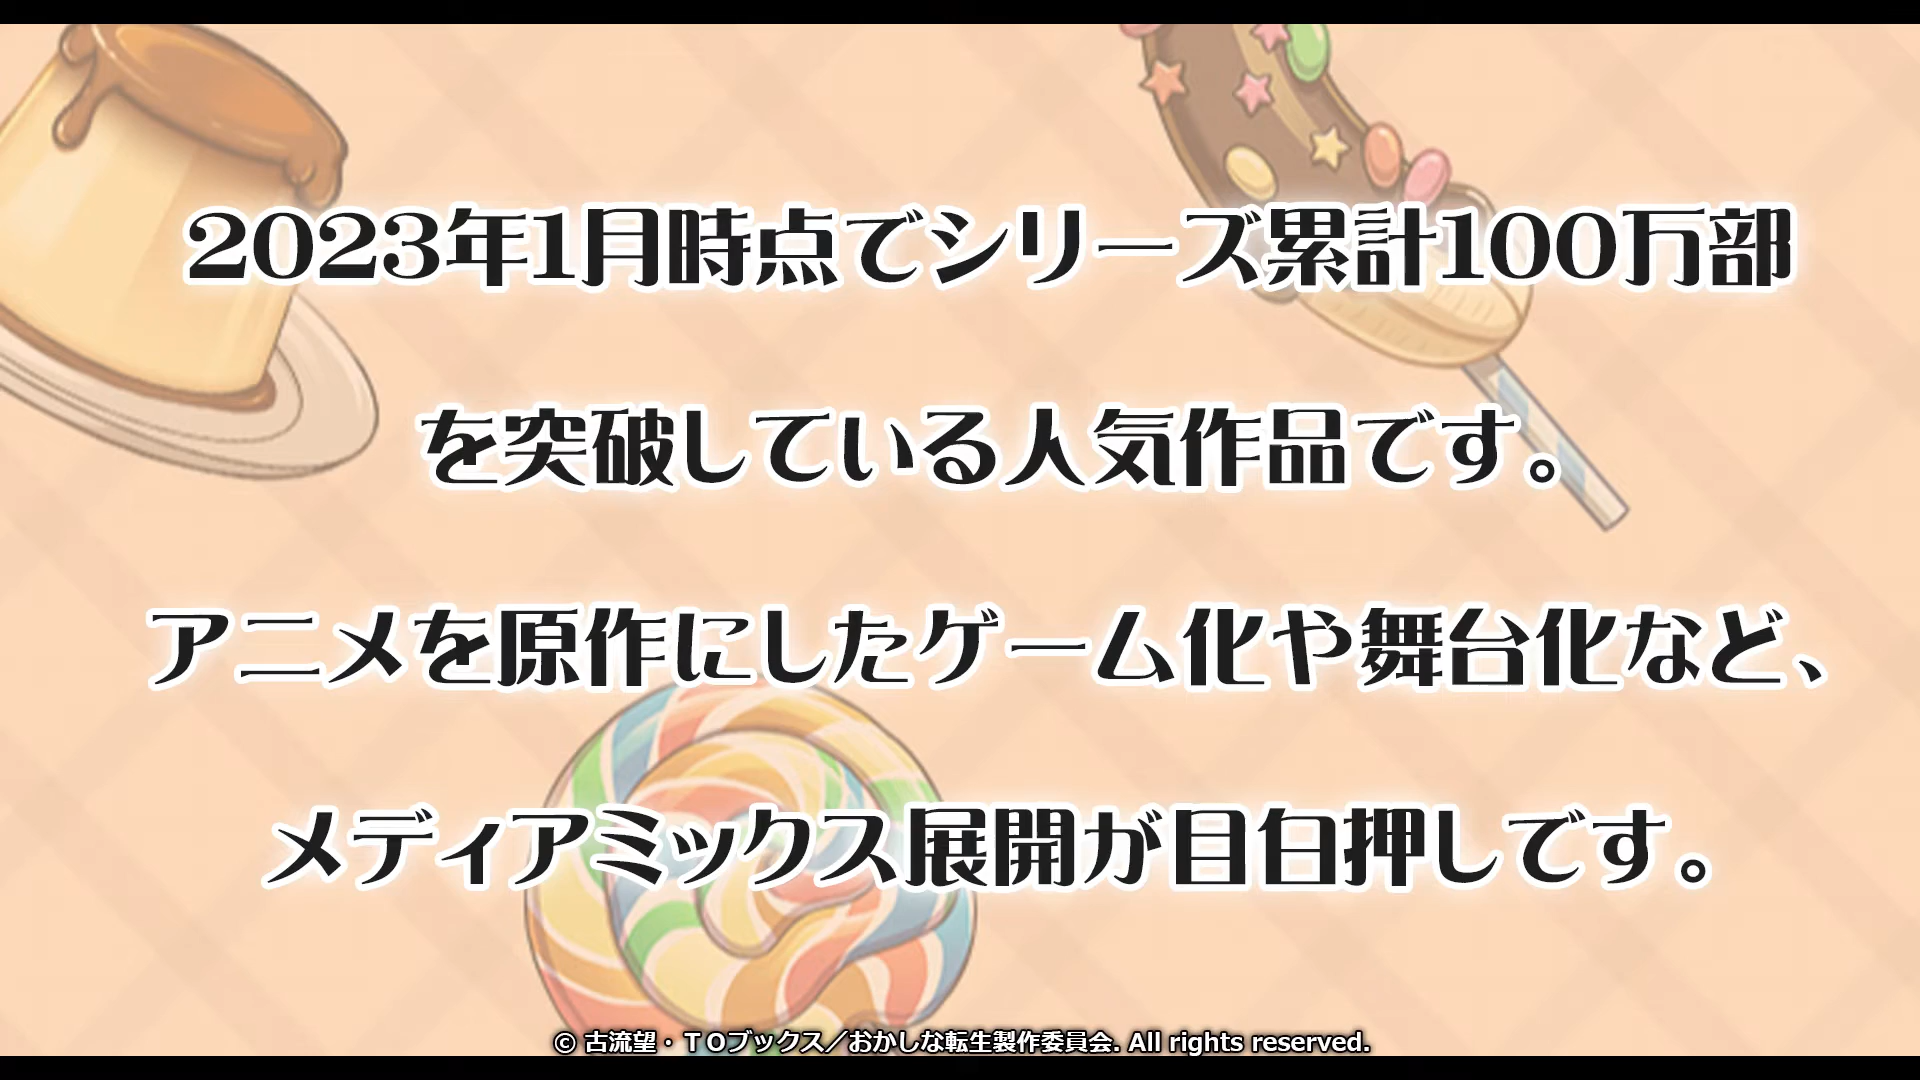 2023年1月時点でシリーズ累計100万部
を突破している人気作品です。
アニメを原作にしたゲーム化や舞台化など、
メディアミックス展開が目白押しです。
© 古流望・TOブックス／おかしな転生製作委員会. All rights reserved.